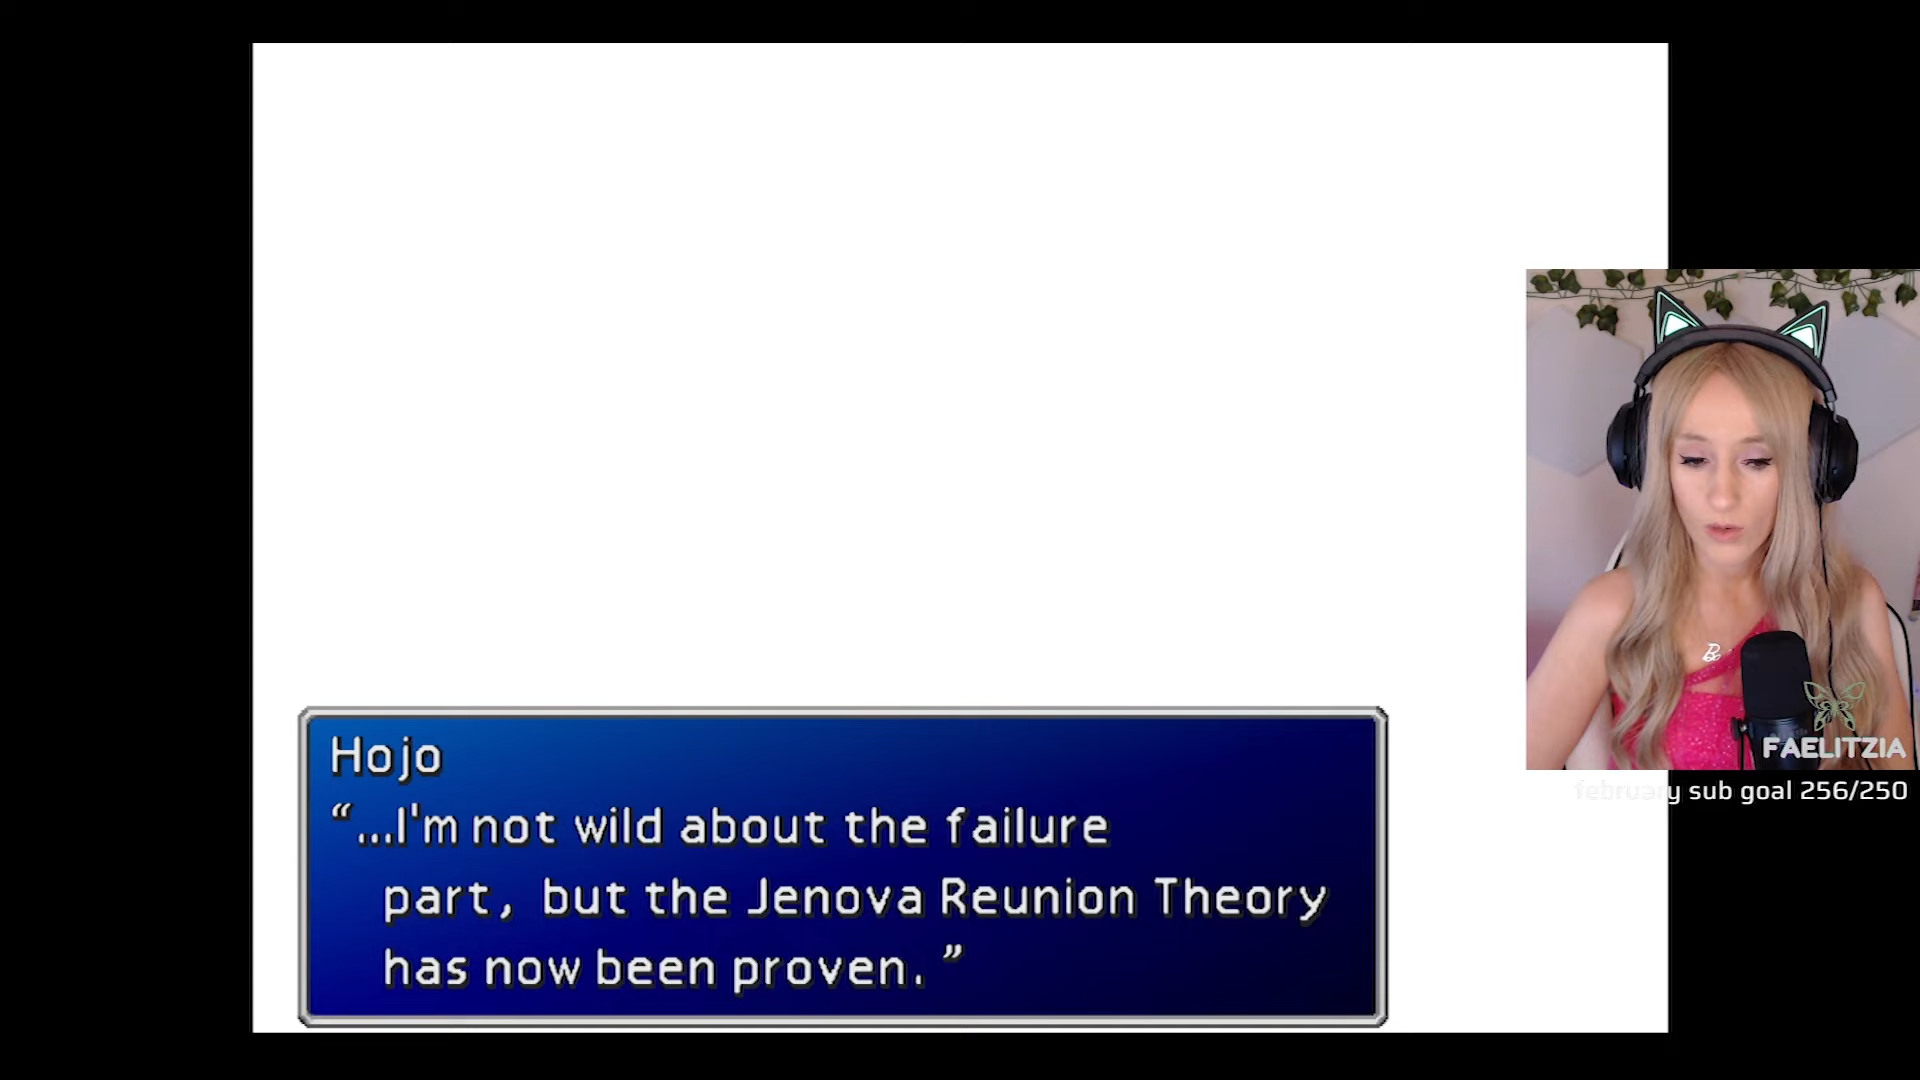 Hojo
“...I'm not wild about the failure
part, but the Jenova Reunion Theory
has now been proven. ”
B
FAELITZIA
february sub goal 256/250